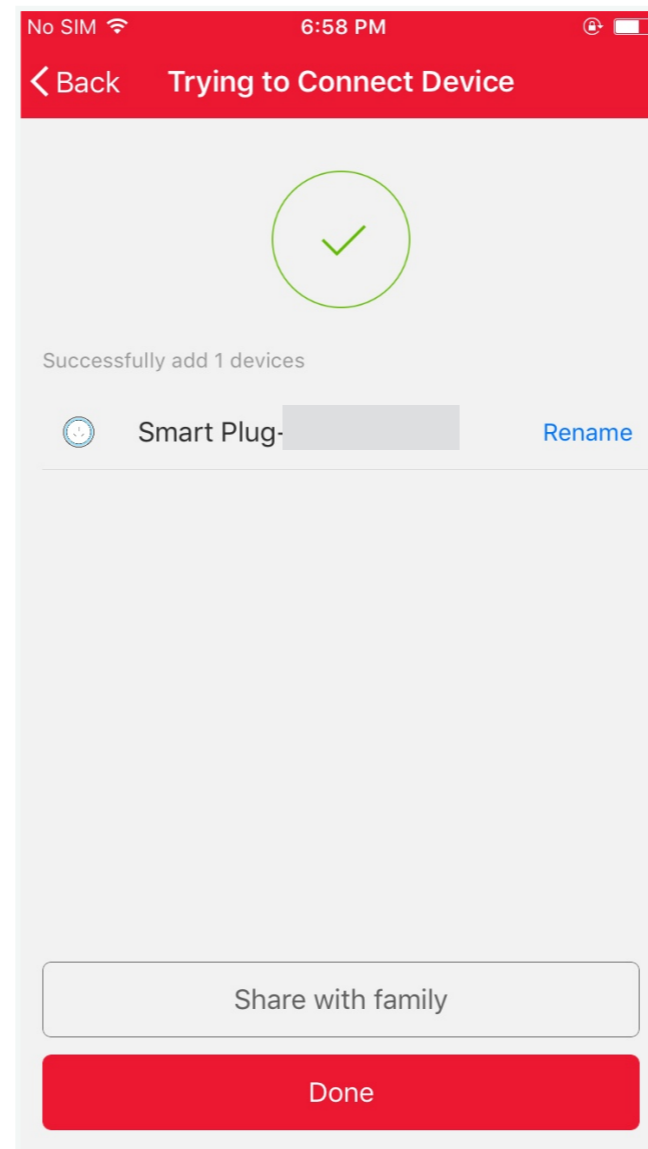 No SIM 6:58 PM
Back Trying to Connect Device
Successfully add 1 devices
Smart Plug- Rename
Share with family
Done